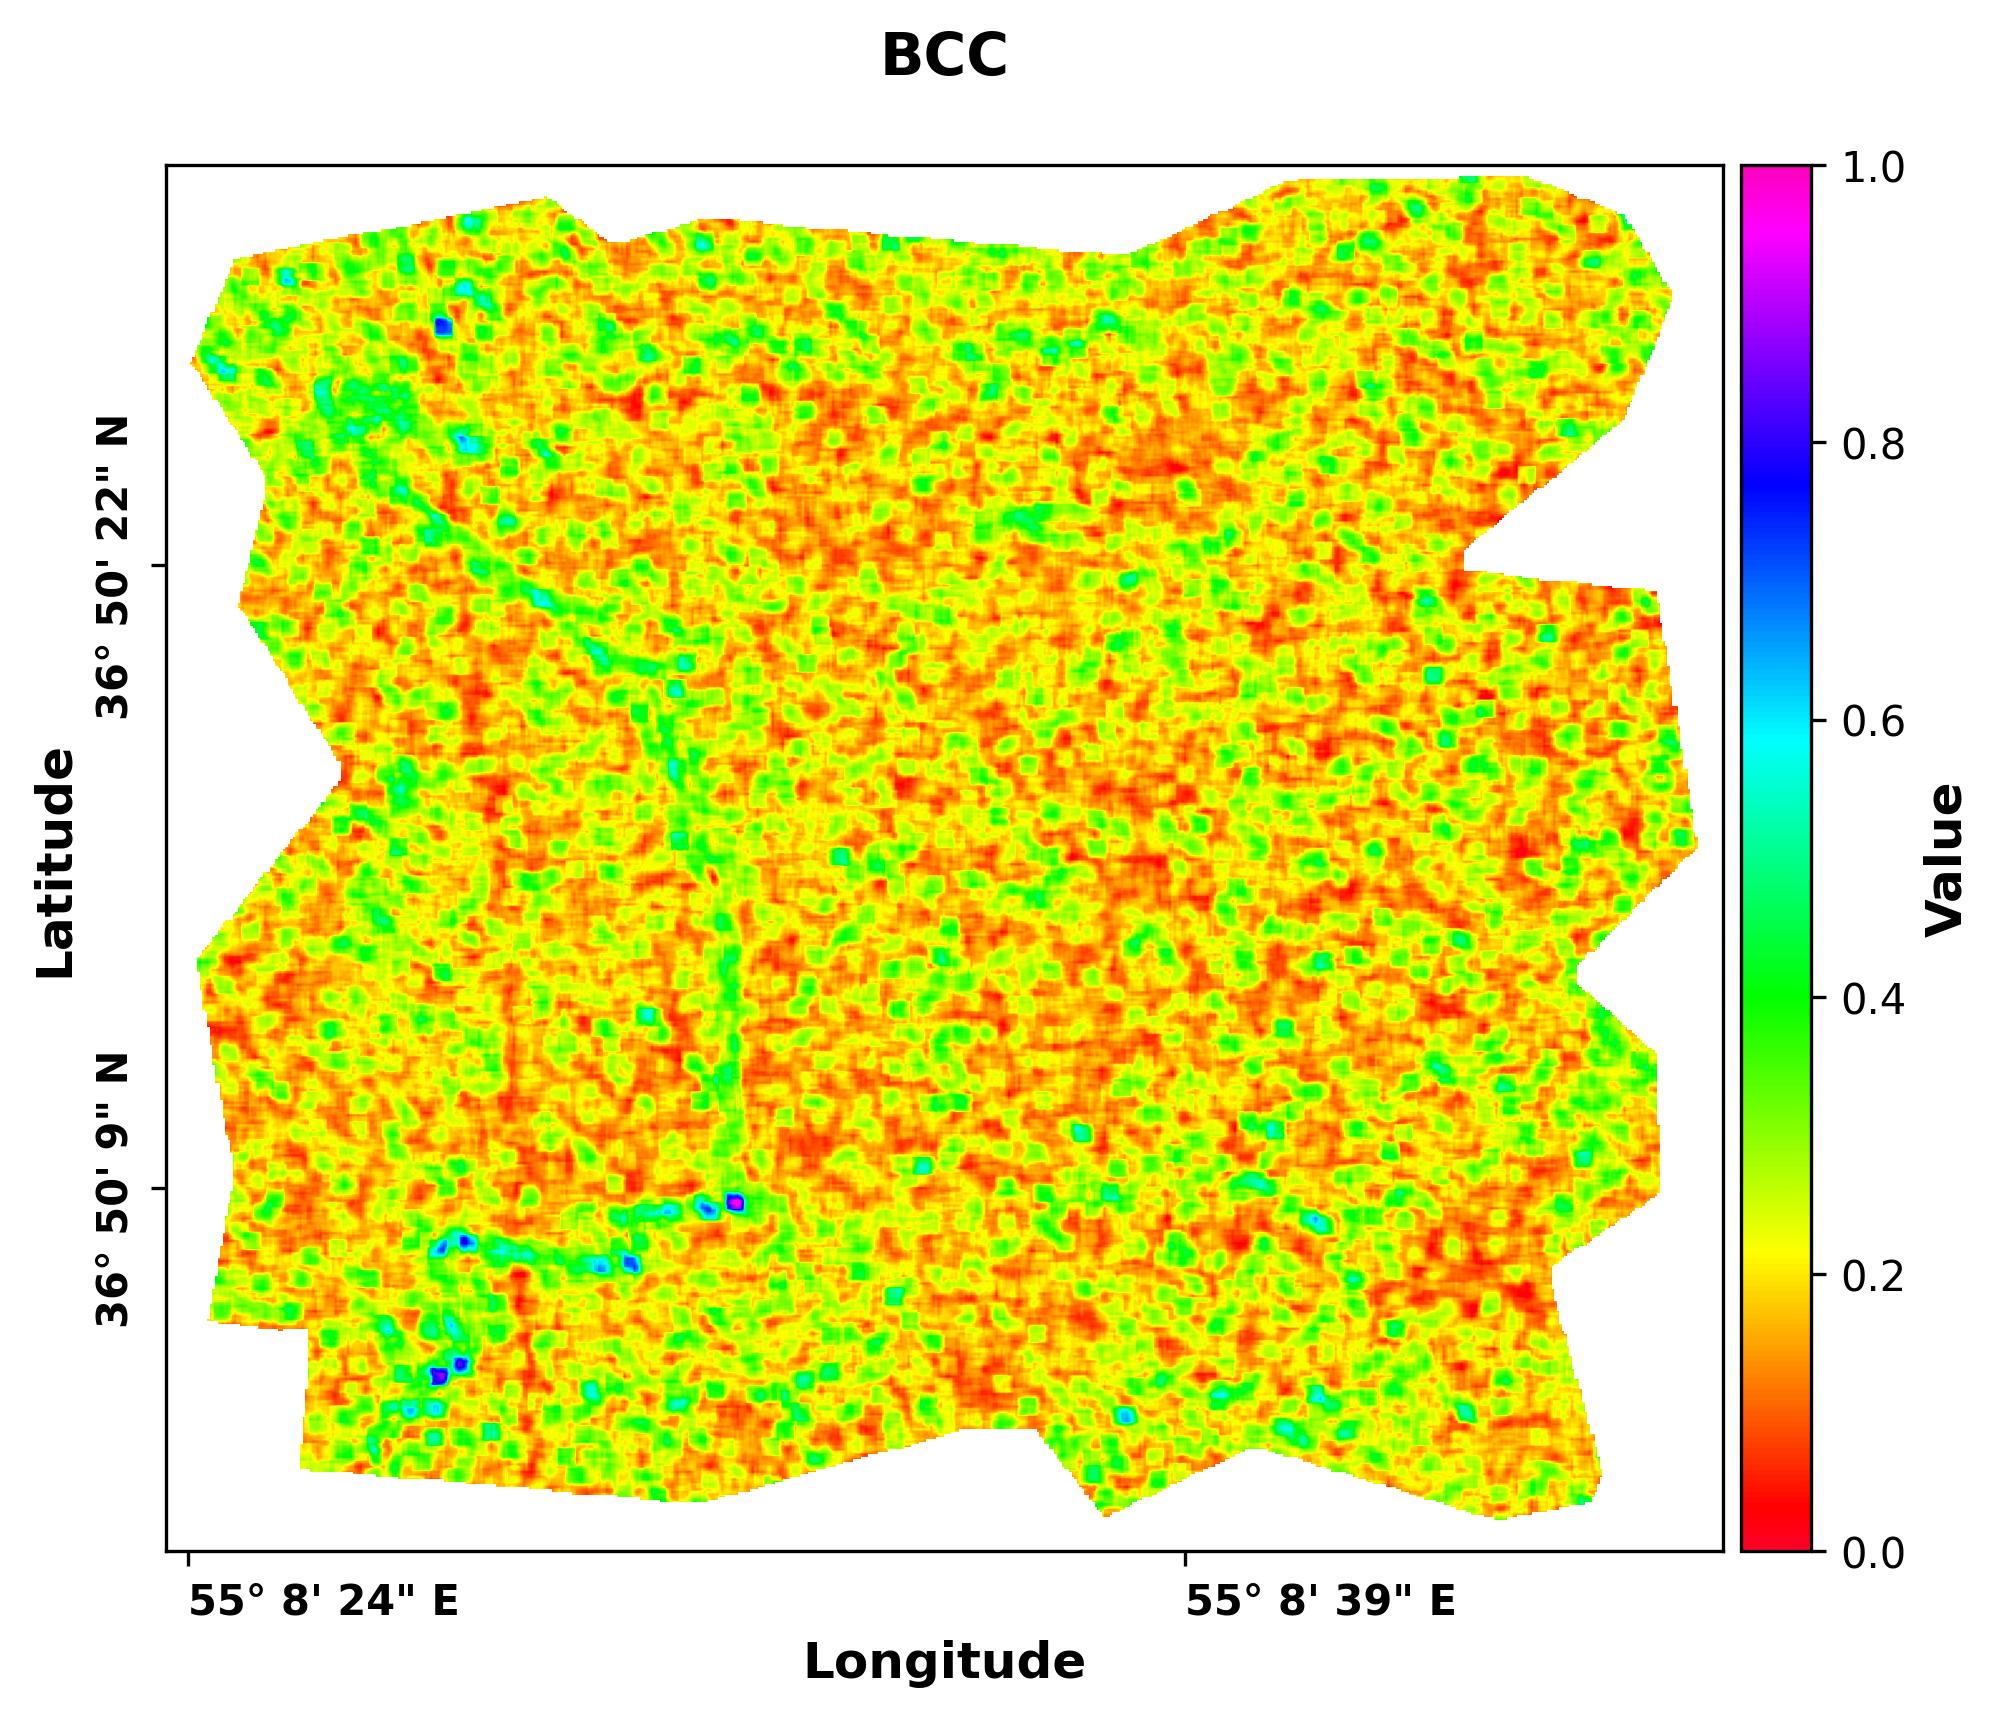 BCC
Latitude
36° 50' 22" N
36° 50' 9" N
55° 8' 24" E
55° 8' 39" E
Longitude
1.0
0.8
0.6
0.4
0.2
0.0
Value